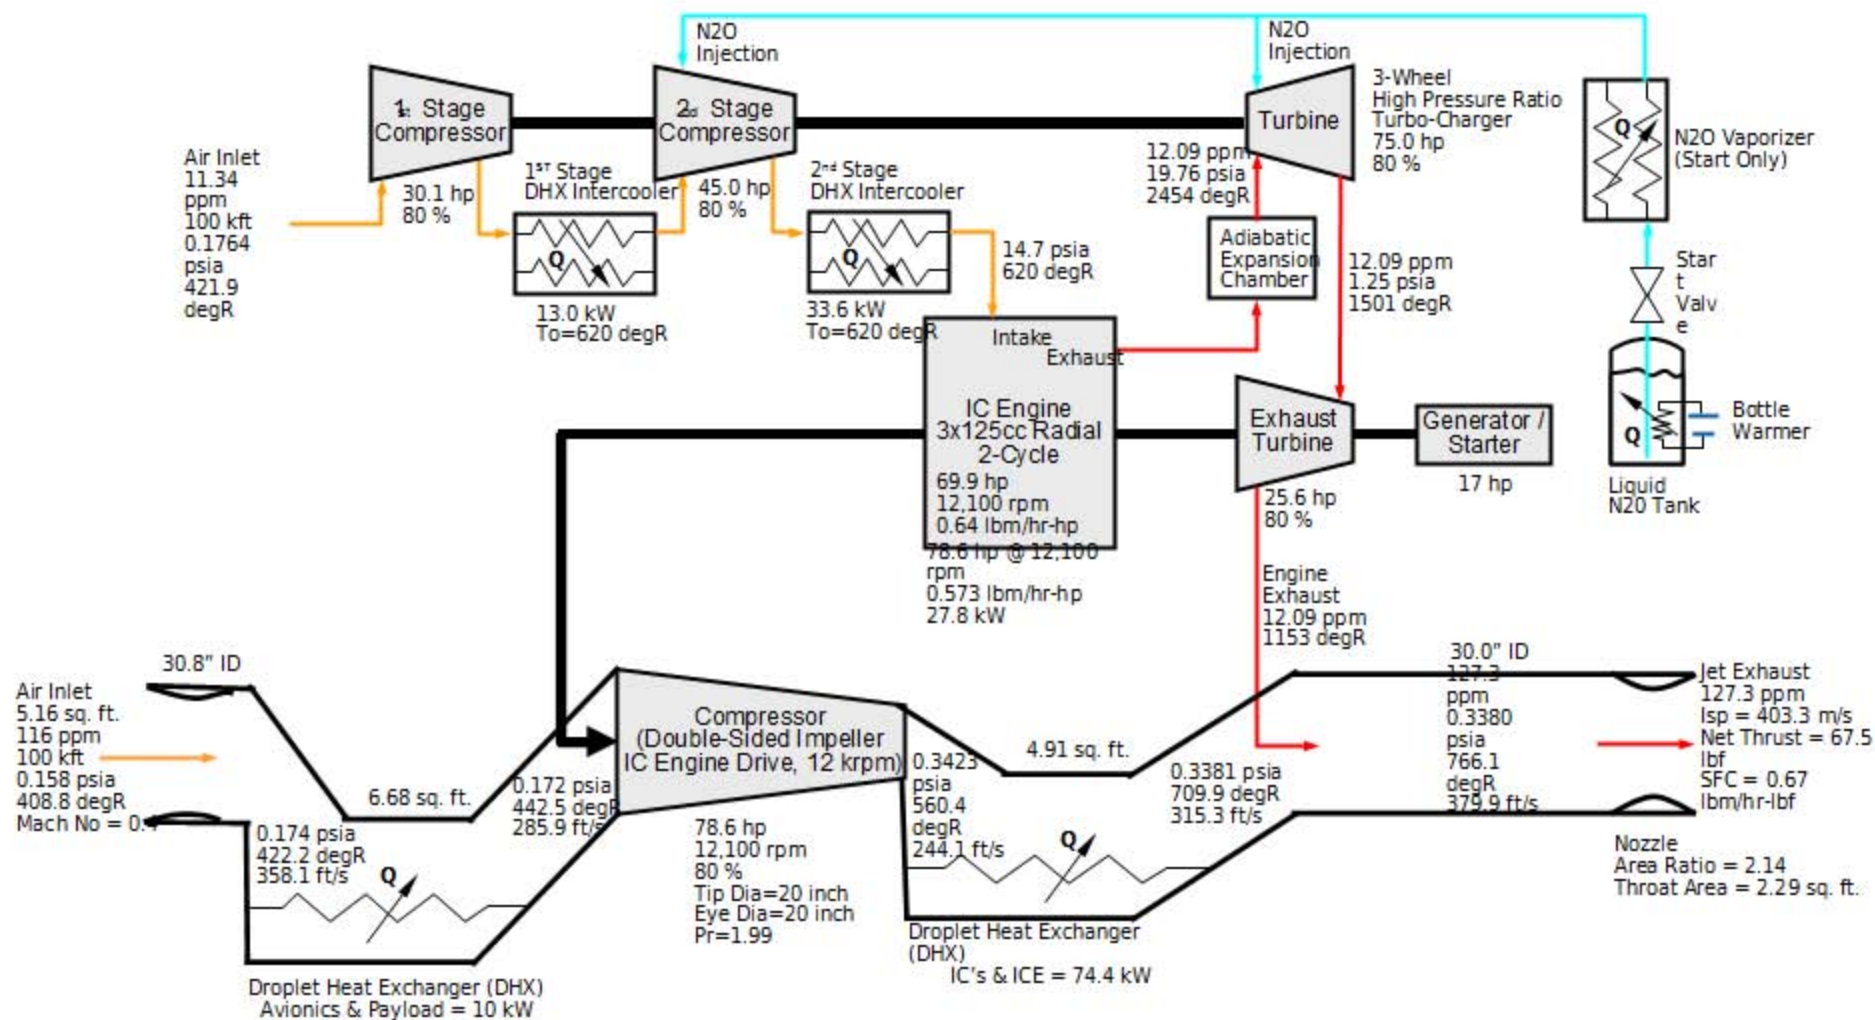 N2O
Injection
N2O
Injection
1st Stage
Compressor
2nd Stage
Compressor
Turbine
3-Wheel
High Pressure Ratio
Turbo-Charger
75.0 hp
80 %
Q
N2O Vaporizer
(Start Only)
Air Inlet
11.34
ppm
100 kft
0.1764
psia
421.9
degR
30.1 hp
80 %
1ST Stage
DHX Intercooler
Q
13.0 kW
To=620 degR
45.0 hp
80 %
2nd Stage
DHX Intercooler
Q
33.6 kW
To=620 degR
14.7 psia
620 degR
12.09 ppm
19.76 psia
2454 degR
Adiabatic
Expansion
Chamber
12.09 ppm
1.25 psia
1501 degR
Star
t
Valv
e
Intake
Exhaust
IC Engine
3x125cc Radial
2-Cycle
69.9 hp
12,100 rpm
0.64 lbm/hr-hp
78.6 hp @ 12,100
rpm
0.573 lbm/hr-hp
27.8 kW
Exhaust
Turbine
25.6 hp
80 %
Generator /
Starter
17 hp
Q
Bottle
Warmer
Liquid
N20 Tank
Engine
Exhaust
12.09 ppm
1153 degR
30.8" ID
Air Inlet
5.16 sq. ft.
116 ppm
100 kft
0.158 psia
408.8 degR
Mach No =
6.68 sq. ft.
0.174 psia
422.2 degR
358.1 ft/s
Q
Droplet Heat Exchanger (DHX)
Avionics & Payload = 10 kW
0.172 psia
442.5 degR
285.9 ft/s
Compressor
(Double-Sided Impeller
IC Engine Drive, 12 krpm)
78.6 hp
12,100 rpm
80 %
Tip Dia=20 inch
Eye Dia=20 inch
Pr=1.99
0.3423
psia
560.4
degR
244.1 ft/s
Q
4.91 sq. ft.
Droplet Heat Exchanger
(DHX)
IC's & ICE = 74.4 kW
0.3381 psia
709.9 degR
315.3 ft/s
30.0" ID
127.3
ppm
0.3380
psia
766.1
degR
379.9 ft/s
Jet Exhaust
127.3 ppm
Isp = 403.3 m/s
Net Thrust = 67.5
lbf
SFC = 0.67
lbm/hr-lbf
Nozzle
Area Ratio = 2.14
Throat Area = 2.29 sq. ft.